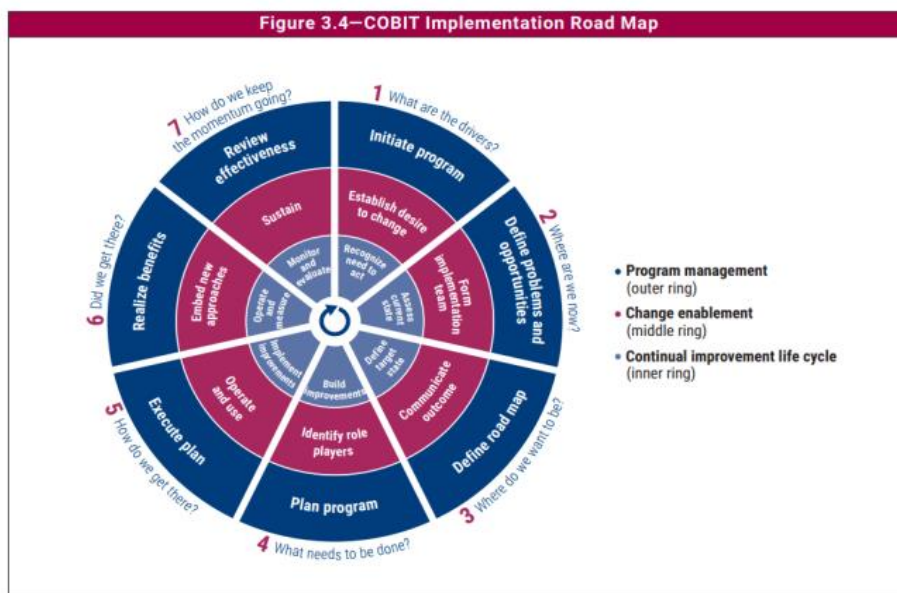 Figure 3.4—COBIT Implementation Road Map
1 What are the drivers?
Initiate program
Establish desire
to change
Recognize
need to
act
2 Where are we now?
Define problems and
opportunities
Form
implementation
team
Assess
current
state
3 Where do we want to be?
Define road map
Communicate
outcome
Define
target
state
4 What needs to be done?
Plan program
Identify role
players
Build
improvements
5 How do we get there?
Execute plan
Operate
and use
Implement
improvements
6 Did we get there?
Realize benefits
Embed new
approaches
Operate
and
measure
7 How do we keep
the momentum going?
Review
effectiveness
Sustain
Monitor
and
evaluate
• Program management
(outer ring)
• Change enablement
(middle ring)
• Continual improvement life cycle
(inner ring)